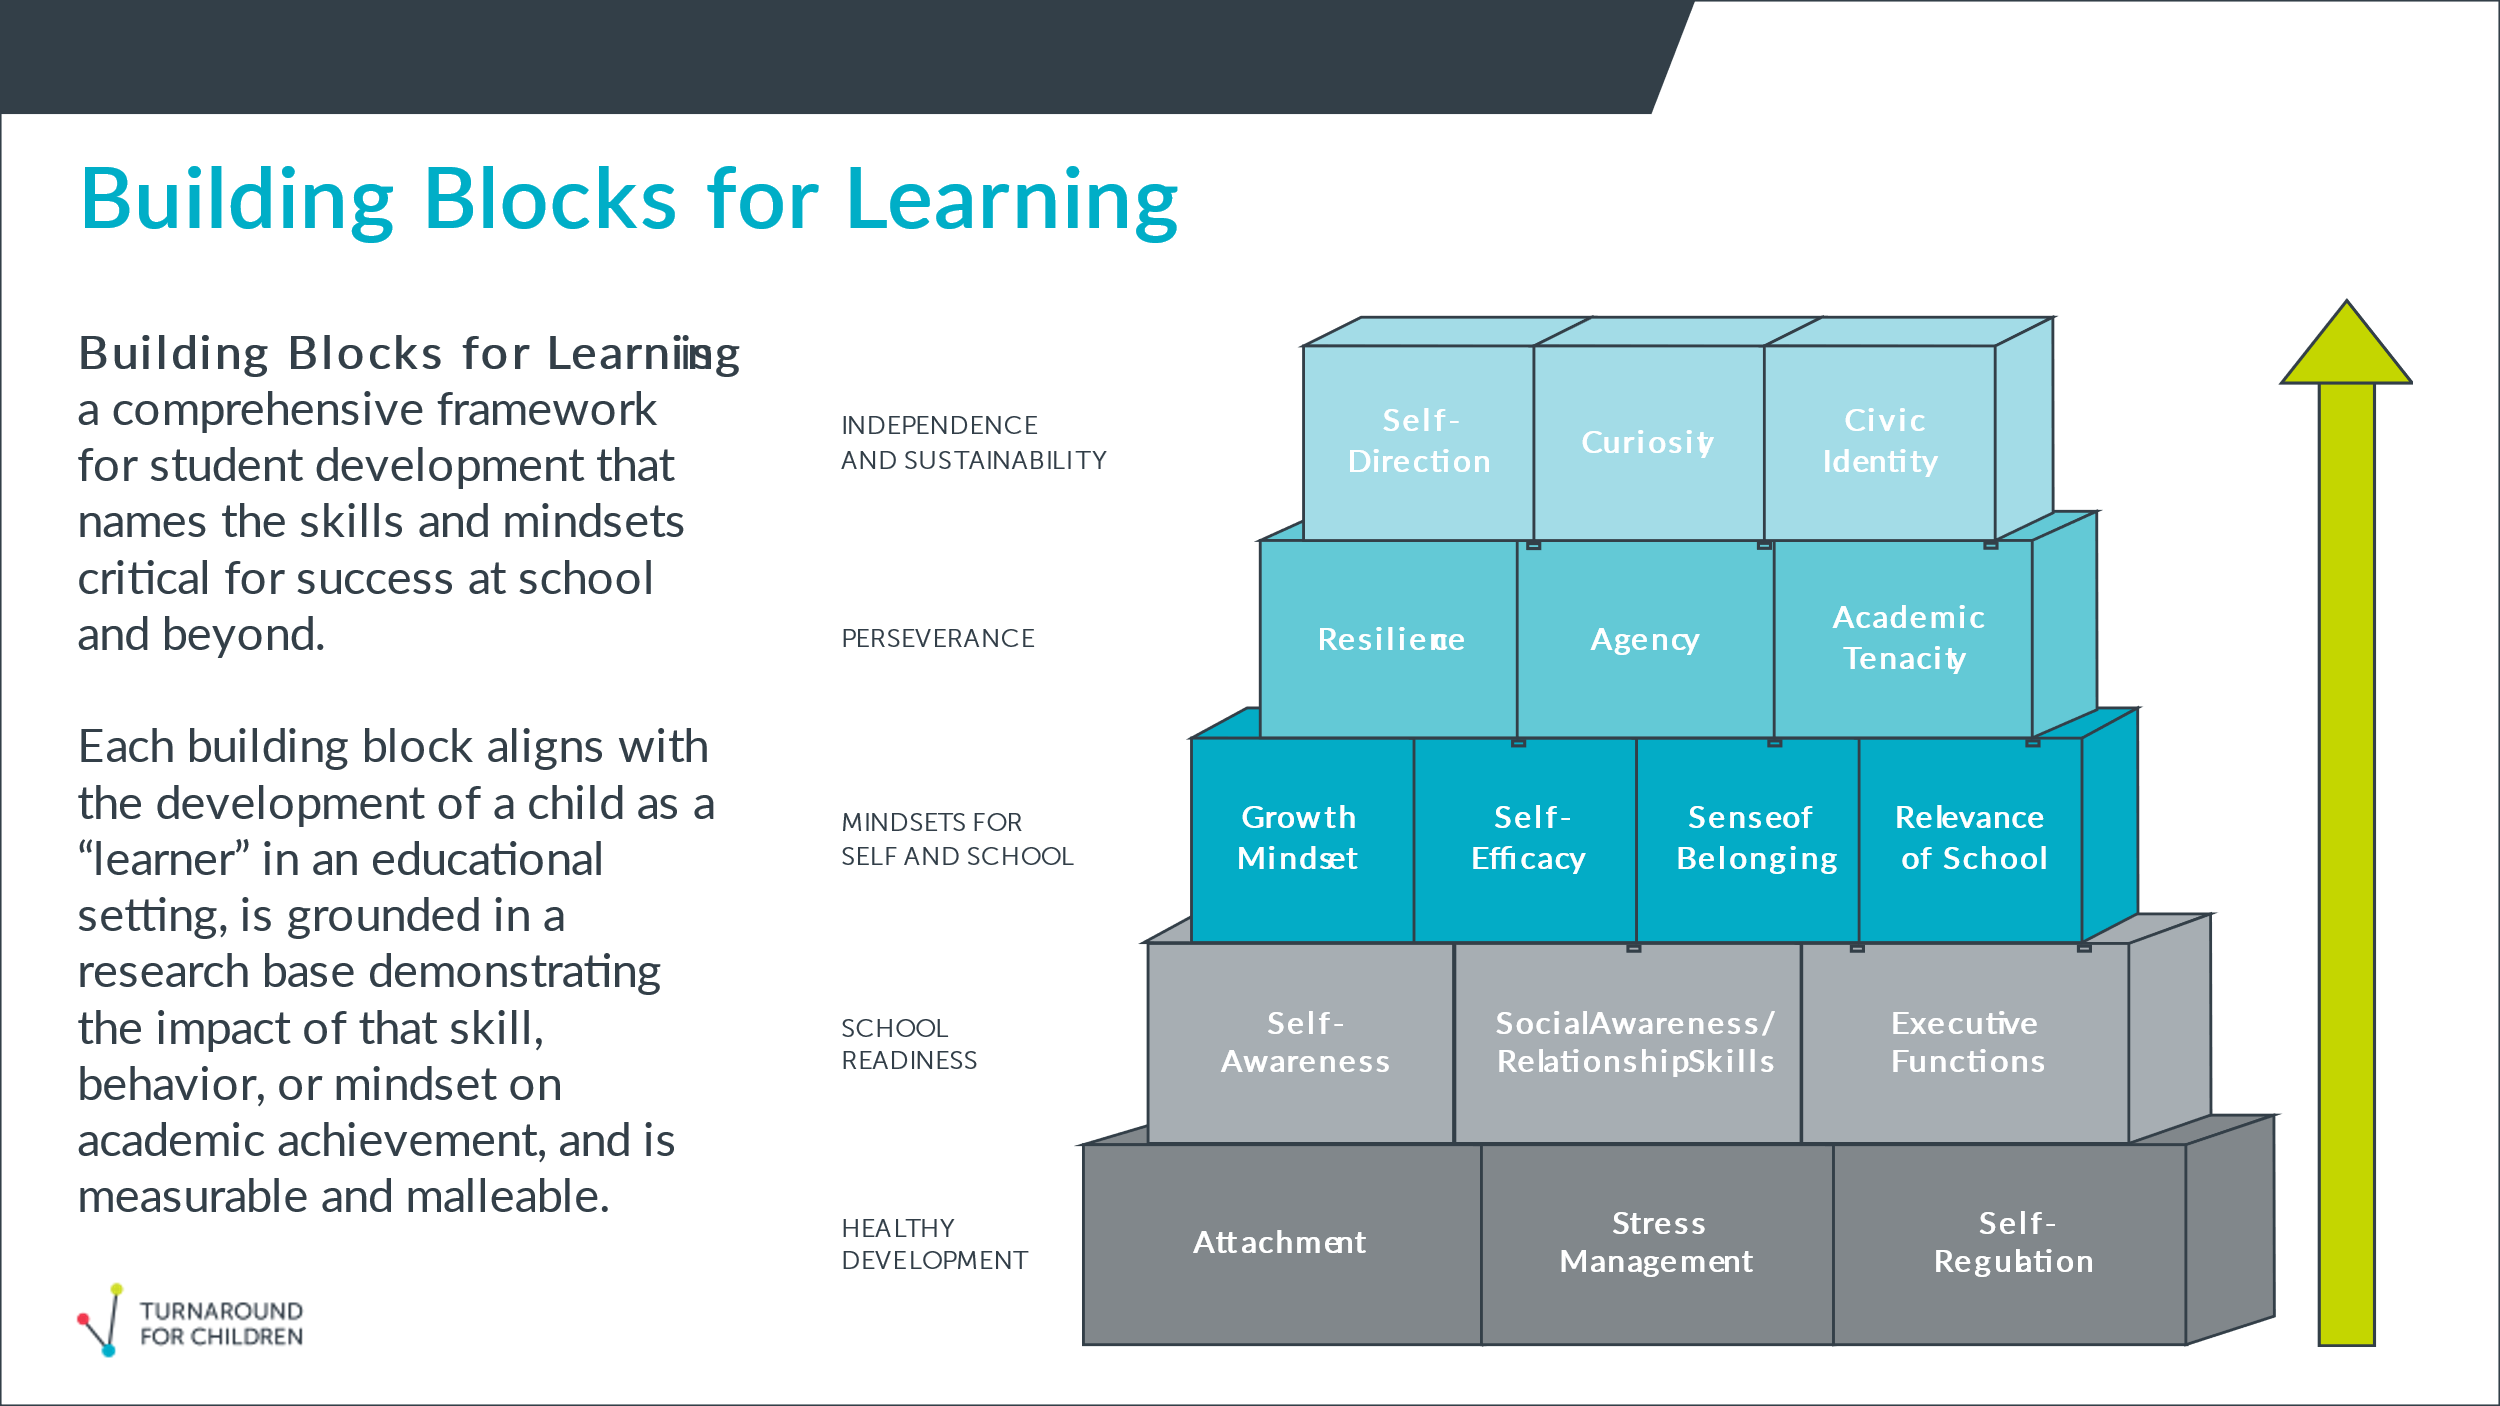 Building Blocks for Learning
Building Blocks for Learning is
a comprehensive framework
for student development that
names the skills and mindsets
critical for success at school
and beyond.
Each building block aligns with
the development of a child as a
“learner” in an educational
setting, is grounded in a
research base demonstrating
the impact of that skill,
behavior, or mindset on
academic achievement, and is
measurable and malleable.
INDEPENDENCE
AND SUSTAINABILITY
Self-
Direction
Curiosity
Civic
Identity
PERSEVERANCE
Resilience
Agency
Academic
Tenacity
MINDSETS FOR
SELF AND SCHOOL
Growth
Mindset
Self-
Efficacy
Sense of
Belonging
Relevance
of School
SCHOOL
READINESS
Self-
Awareness
Social Awareness/
Relationship Skills
Executive
Functions
HEALTHY
DEVELOPMENT
Attachment
Stress
Management
Self-
Regulation
TURNAROUND
FOR CHILDREN